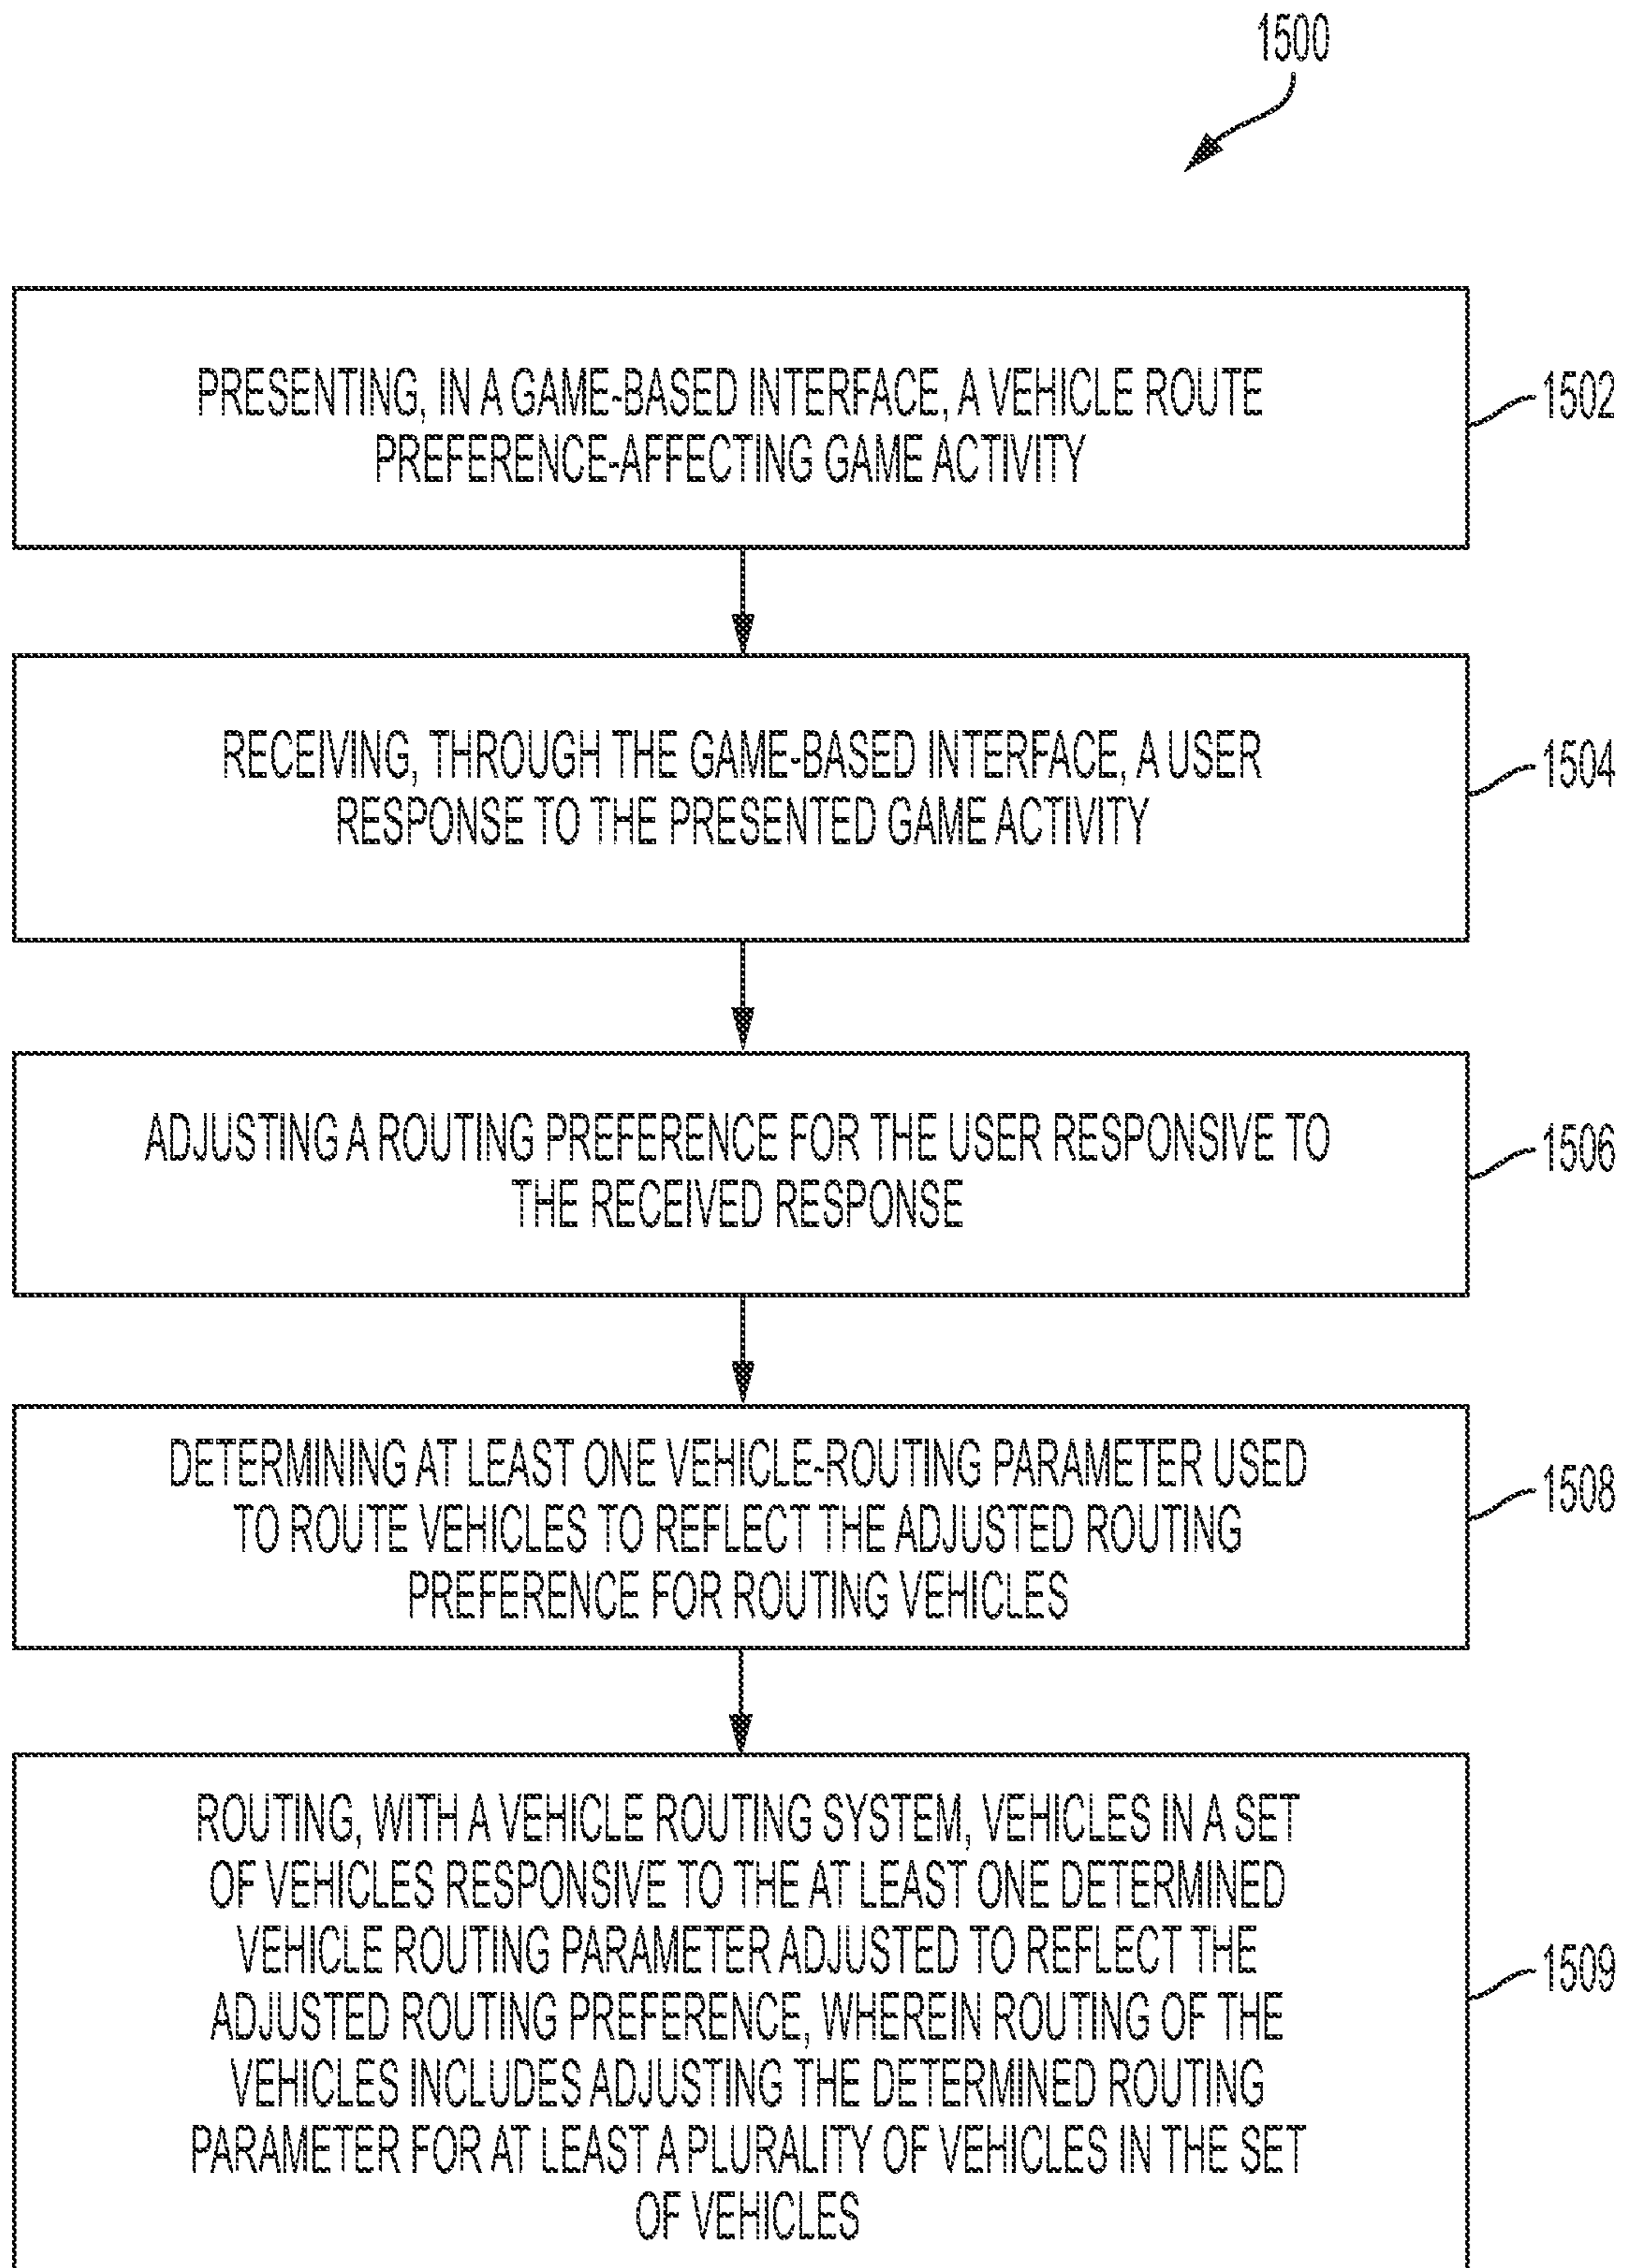 1500
PRESENTING, IN A GAME-BASED INTERFACE, A VEHICLE ROUTE
PREFERENCE-AFFECTING GAME ACTIVITY
1502
RECEIVING, THROUGH THE GAME-BASED INTERFACE, A USER
RESPONSE TO THE PRESENTED GAME ACTIVITY
1504
ADJUSTING A ROUTING PREFERENCE FOR THE USER RESPONSIVE TO
THE RECEIVED RESPONSE
1506
DETERMINING AT LEAST ONE VEHICLE-ROUTING PARAMETER USED
TO ROUTE VEHICLES TO REFLECT THE ADJUSTED ROUTING
PREFERENCE FOR ROUTING VEHICLES
1508
ROUTING, WITH A VEHICLE ROUTING SYSTEM, VEHICLES IN A SET
OF VEHICLES RESPONSIVE TO THE AT LEAST ONE DETERMINED
VEHICLE ROUTING PARAMETER ADJUSTED TO REFLECT THE
ADJUSTED ROUTING PREFERENCE, WHEREIN ROUTING OF THE
VEHICLES INCLUDES ADJUSTING THE DETERMINED ROUTING
PARAMETER FOR AT LEAST A PLURALITY OF VEHICLES IN THE SET
OF VEHICLES
1509